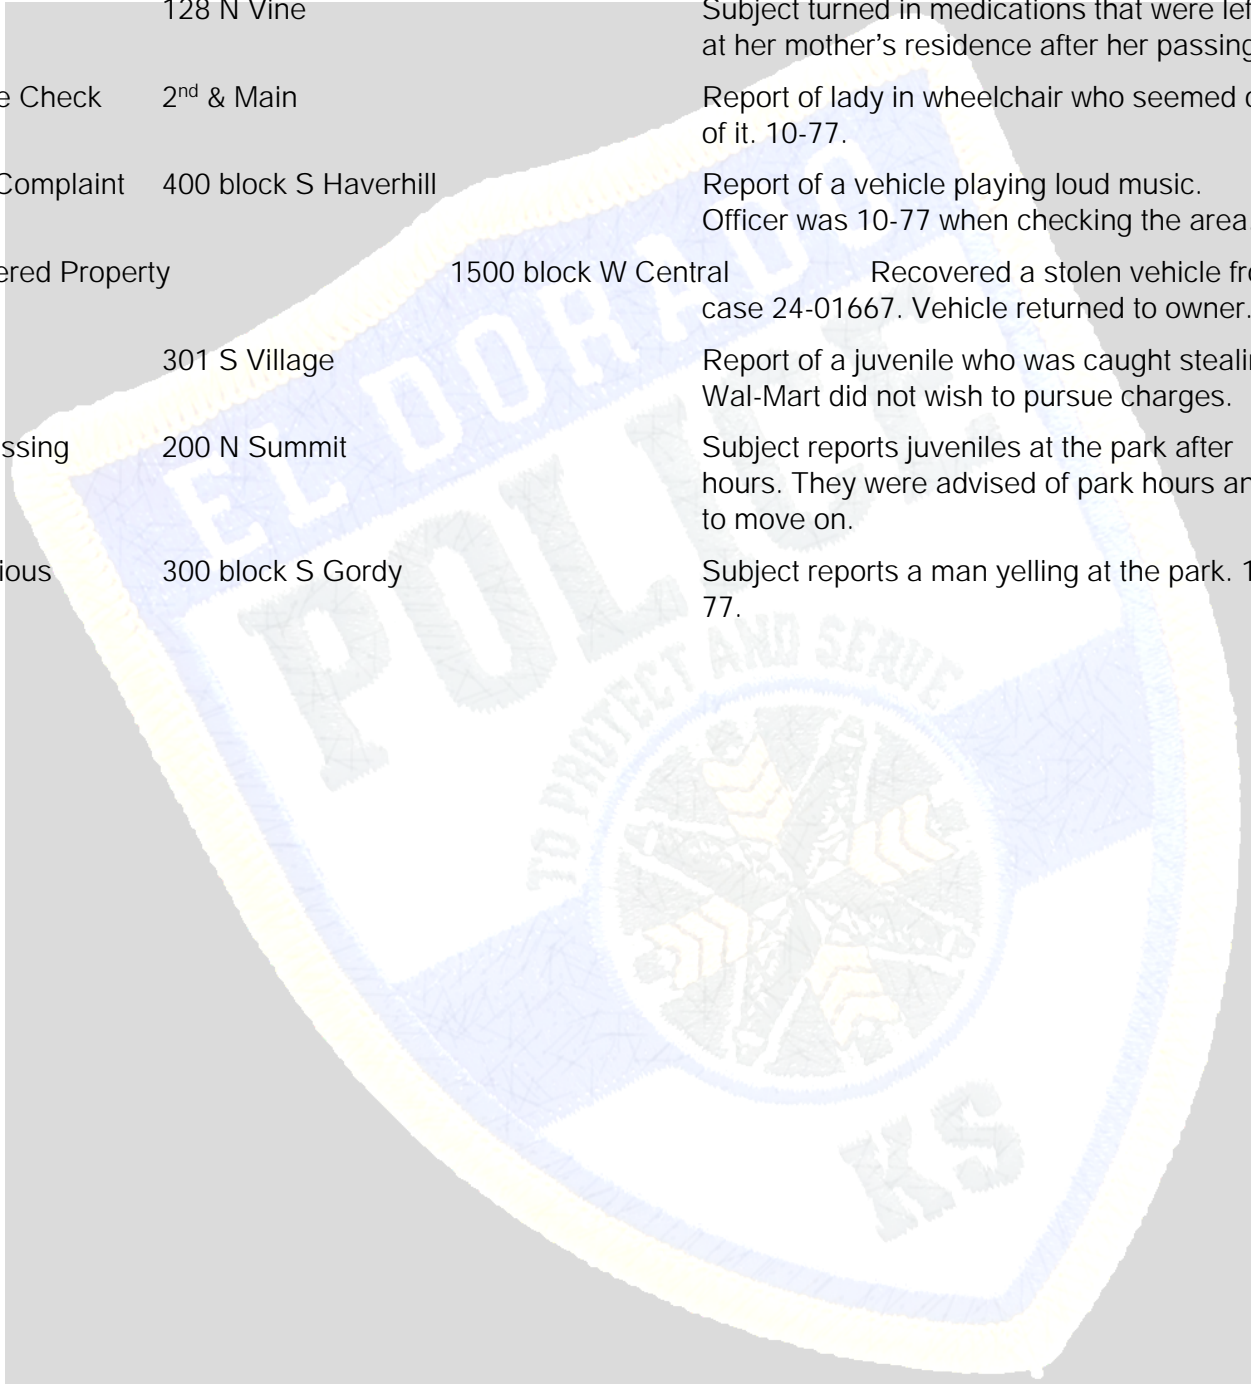 128 N Vine Subject turned in medications that were
at her mother's residence after her passing
Check 2nd & Main Report of lady in wheelchair who seemed
of it. 10-77.
Complaint 400 block S Haverhill Report of a vehicle playing loud music.
Officer was 10-77 when checking the area.
ered Property 1500 block W Central Recovered a stolen vehicle
case 24-01667. Vehicle returned to owner.
301 S Village Report of a juvenile who was caught
Wal-Mart did not wish to pursue charges.
ssing 200 N Summit Subject reports juveniles at the park after
hours. They were advised of park hours
to move on.
ious 300 block S Gordy Subject reports a man yelling at the park.
77.
EL DORADO
POLICE
TO PROTECT AND SERVE
KS